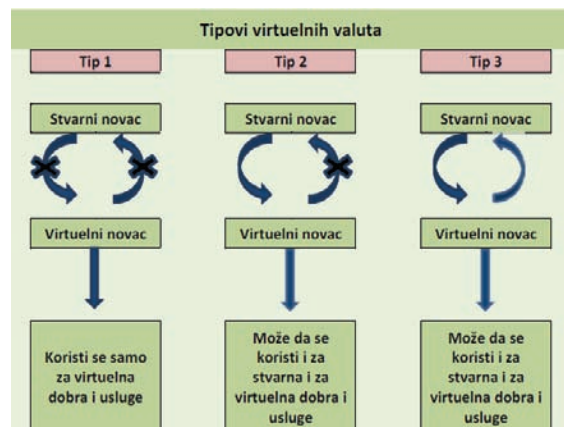 Tipovi virtuelnih valuta
Tip 1
Tip 2
Tip 3
Stvarni novac
Stvarni novac
Stvarni novac
Virtuelni novac
Virtuelni novac
Virtuelni novac
Koristi se samo
za virtuelna
dobra i usluge
Može da se
koristi i za
stvarna i za
virtuelna dobra i
usluge
Može da se
koristi i za
stvarna i za
virtuelna dobra i
usluge